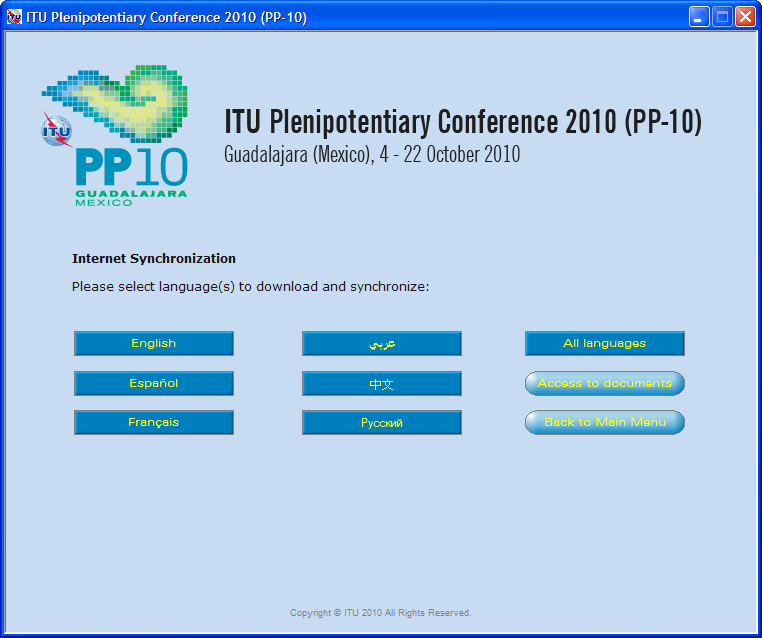 ITU Plenipotentiary Conference 2010 (PP-10)
ITU
PP10
GUADALAJARA
MEXICO
ITU Plenipotentiary Conference 2010 (PP-10)
Guadalajara (Mexico), 4 - 22 October 2010
Internet Synchronization
Please select language(s) to download and synchronize:
English
عربي
All languages
Español
中文
Access to documents
Français
Русский
Back to Main Menu
Copyright © ITU 2010 All Rights Reserved.